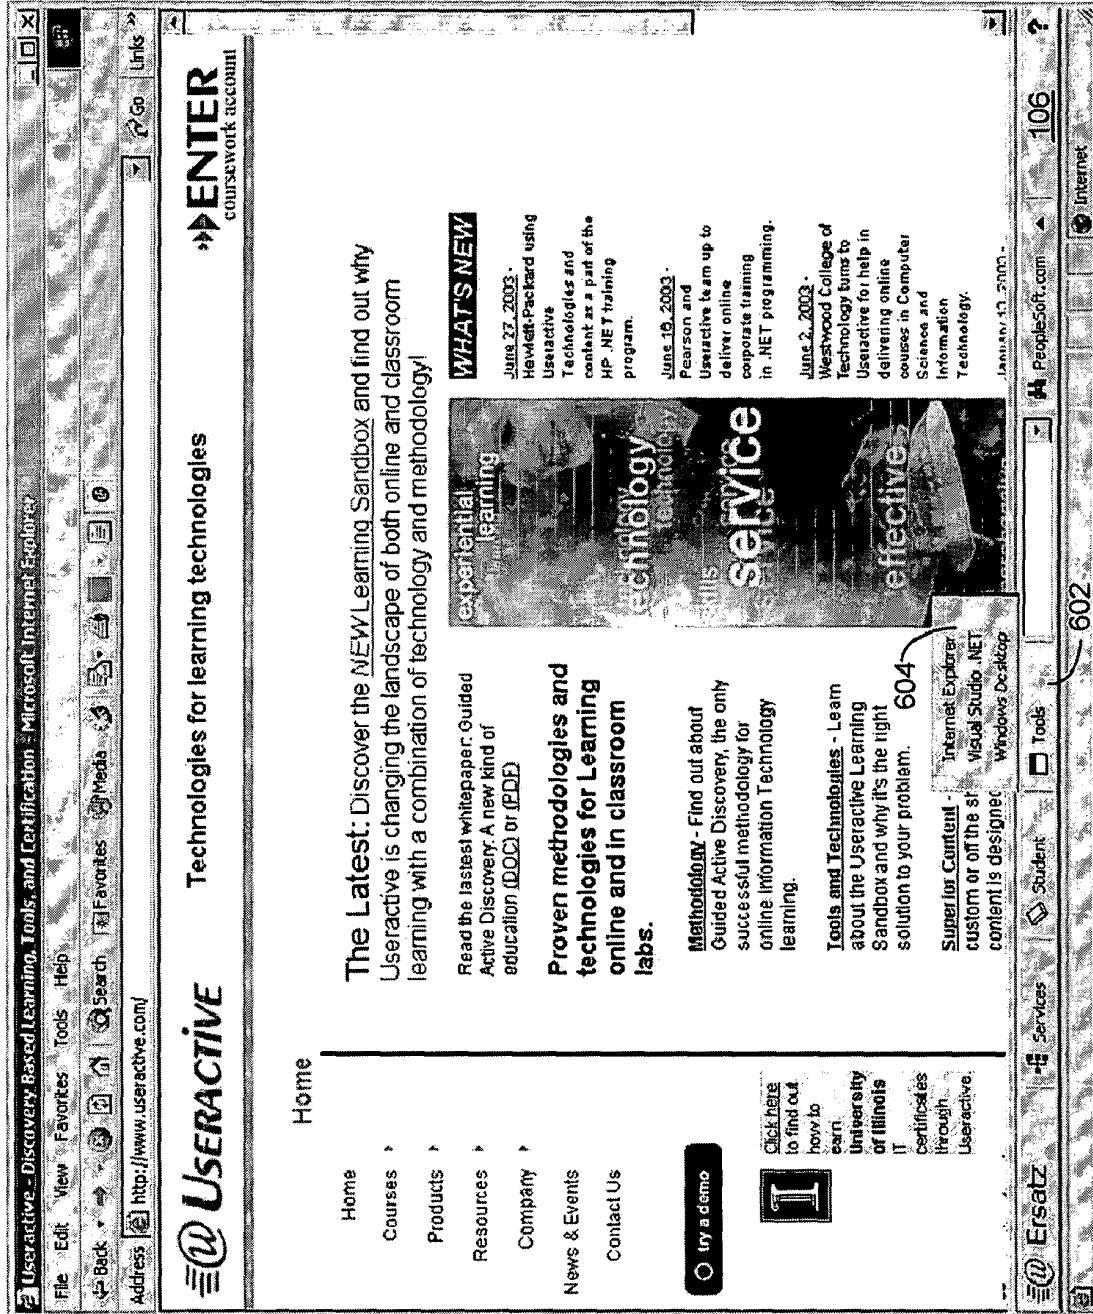 Useractive - Discovery Based Learning, Tools, and Certification - Microsoft Internet Explorer
File Edit View Favorites Tools Help
Back Search Favorites Media
Address http://www.useractive.com/ Go Links »
@ USERACTIVE
Technologies for learning technologies
ENTER
coursework account
Home
Home
Courses
Products
Resources
Company
News & Events
Contact Us
try a demo
I
Click here
to find out
how to
earn
University
of Illinois
IT
certificates
through
Useractive.
The Latest: Discover the NEW Learning Sandbox and find out why
Useractive is changing the landscape of both online and classroom
learning with a combination of technology and methodology!
Read the lastest whitepaper: Guided
Active Discovery: A new kind of
education (DOC) or (PDF)
Proven methodologies and
technologies for Learning
online and in classroom
labs.
Methodology - Find out about
Guided Active Discovery, the only
successful methodology for
online Information Technology
learning.
Tools and Technologies - Learn
about the Useractive Learning
Sandbox and why it's the right
solution to your problem.
Superior Content -
custom or off the
content is designed
experiential
learning
technology
technology
skills
service
effective
WHAT'S NEW
June 27, 2003 -
Hewlett-Packard using
Useractive
Technologies and
content as a part of the
HP .NET training
program.
June 16, 2003 -
Pearson and
Useractive team up to
deliver online
corporate training
in .NET programming.
June 2, 2003 -
Westwood College of
Technology turns to
Useractive for help in
delivering online
courses in Computer
Science and
Information
Technology.
604
Internet Explorer
Visual Studio .NET
Windows Desktop
@ Ersatz Services Student Tools Peoplesoft.com 106 ?
602
Internet